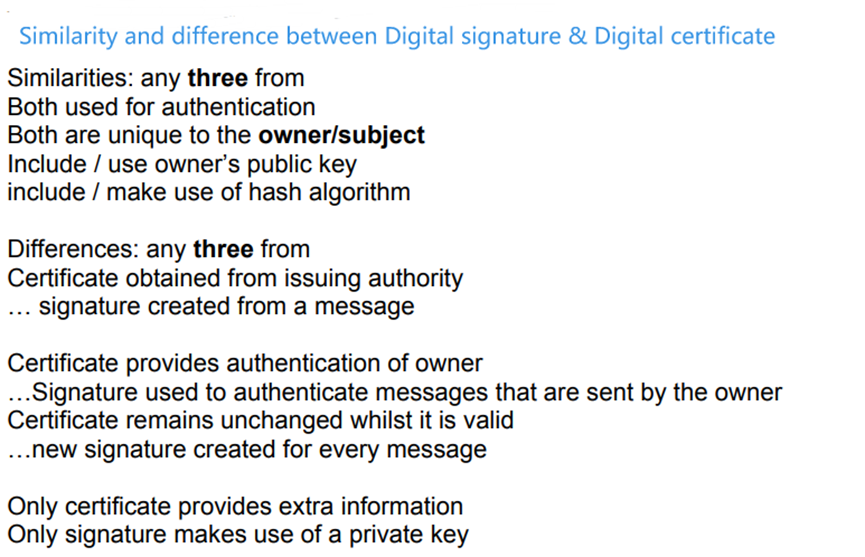 Similarity and difference between Digital signature & Digital certificate
Similarities: any three from
Both used for authentication
Both are unique to the owner/subject
Include / use owner's public key
include / make use of hash algorithm
Differences: any three from
Certificate obtained from issuing authority
… signature created from a message
Certificate provides authentication of owner
…Signature used to authenticate messages that are sent by the owner
Certificate remains unchanged whilst it is valid
…new signature created for every message
Only certificate provides extra information
Only signature makes use of a private key